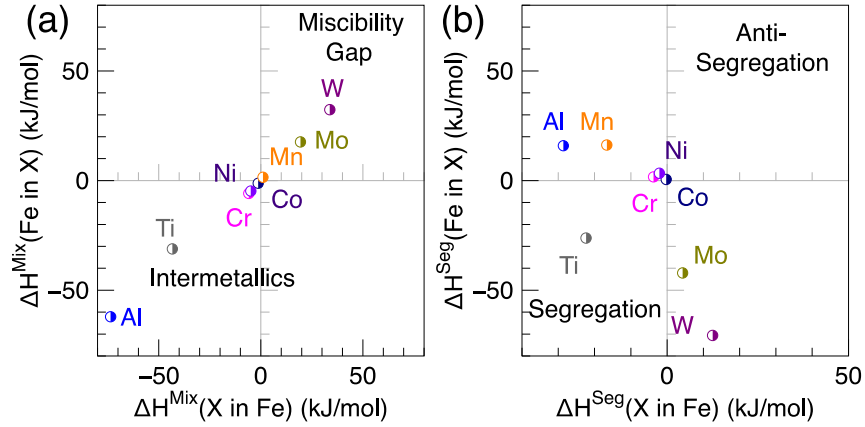 (a)
Miscibility
Gap
W
Mo
Mn
Ni
Co
Cr
Ti
Intermetallics
Al
50
0
−50
−50
0
ΔH^Mix(Fe in X) (kJ/mol)
ΔH^Mix(X in Fe) (kJ/mol)
(b)
Anti-
Segregation
Al
Mn
Ni
Cr
Co
Ti
Mo
Segregation
W
50
0
−50
0
50
ΔH^Seg(Fe in X) (kJ/mol)
ΔH^Seg(X in Fe) (kJ/mol)